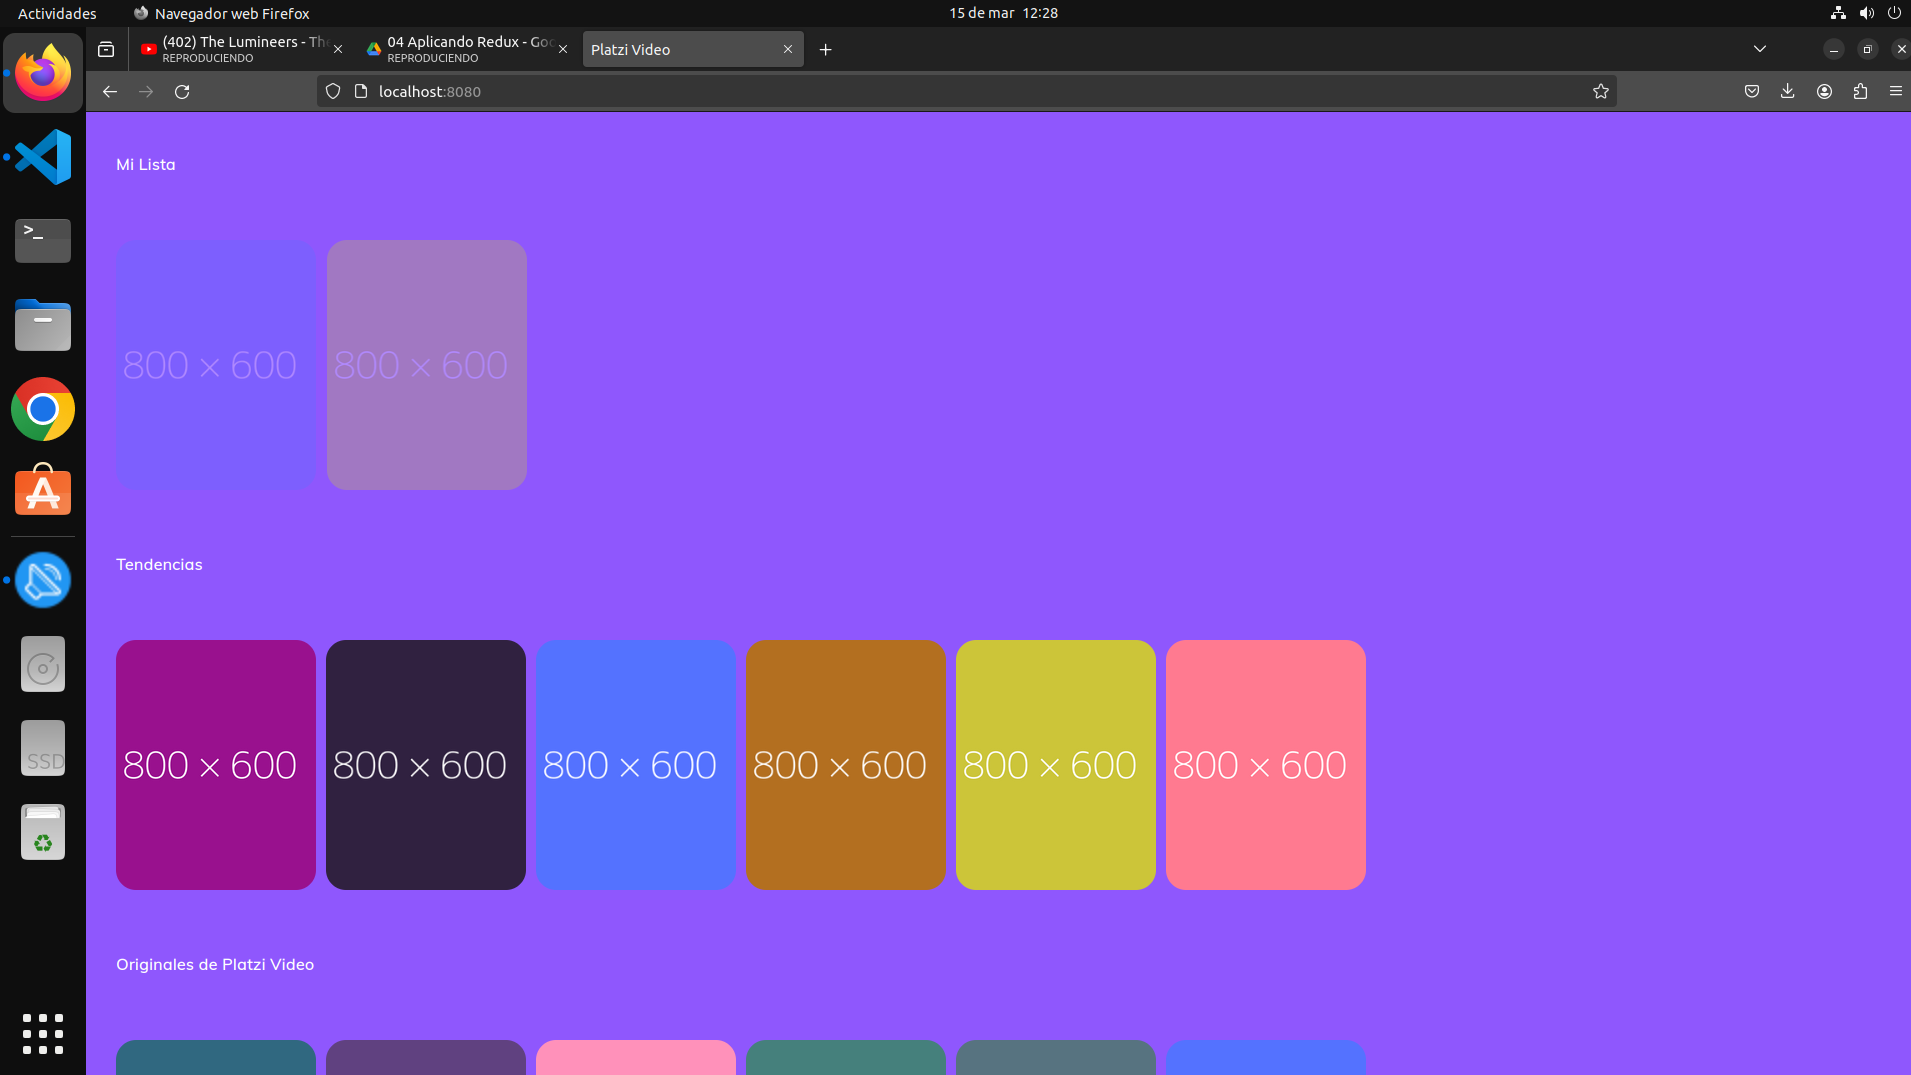 Actividades
Navegador web Firefox
15 de mar 12:28
(402) The Lumineers - The
REPRODUCIENDO
04 Aplicando Redux - Goo
REPRODUCIENDO
Platzi Video
localhost:8080
Mi Lista
800 × 600
800 × 600
Tendencias
800 × 600
800 × 600
800 × 600
800 × 600
800 × 600
800 × 600
Originales de Platzi Video
>_
SSD